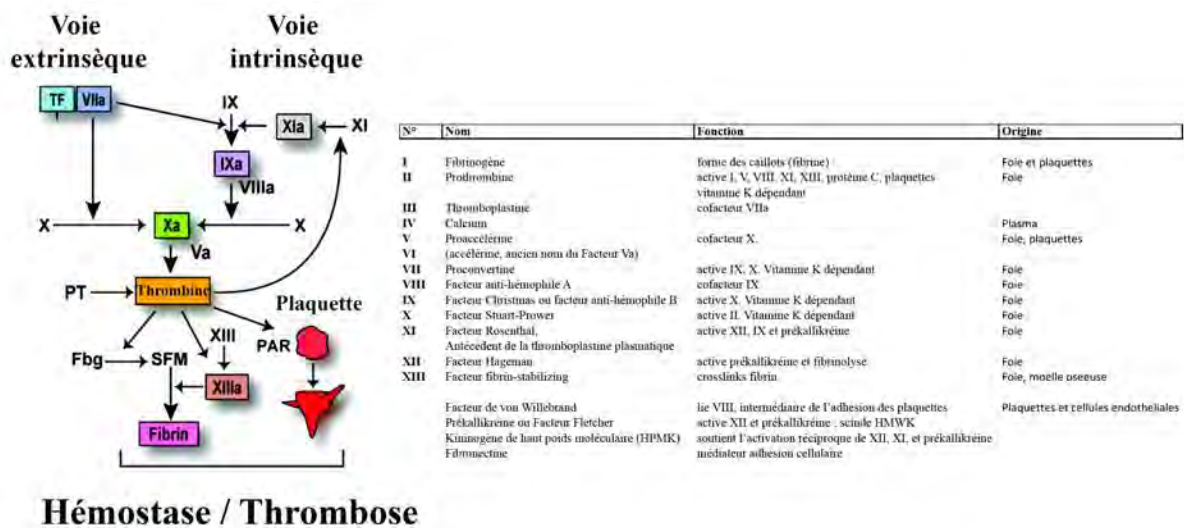 Voie extrinsèque
Voie intrinsèque
TF VIIa
IX
XIa
XI
IXa
VIIIa
X
Xa
X
Va
PT
Thrombine
Plaquette
XIII
PAR
Fbg
SFM
XIIIa
Fibrin
Hémostase / Thrombose
N° Nom Fonction Origine
I Fibrinogène forme des caillots (fibrine) Foie et plaquettes
II Prothrombine active I, V, VIII, XI, XIII, protéine C, plaquettes Foie
vitamine K dépendant
III Thromboplastine cofacteur VIIa
IV Calcium Plasma
V Proaccélérine cofacteur X. Foie, plaquettes
VI (accélérine, ancien nom du Facteur Va)
VII Proconvertine active IX, X. Vitamine K dépendant Foie
VIII Facteur anti-hémophile A cofacteur IX Foie
IX Facteur Christmas ou facteur anti-hémophile B active X. Vitamine K dépendant Foie
X Facteur Stuart-Prower active II. Vitamine K dépendant Foie
XI Facteur Rosenthal, active XII, IX et prékallikréine Foie
Antécédent de la thromboplastine plasmatique
XII Facteur Hageman active prékallikréine et fibrinolyse Foie
XIII Facteur fibrin-stabilizing crosslinks fibrin Foie, moelle osseuse
Facteur de von Willebrand lie VIII, intermédiaire de l'adhesion des plaquettes Plaquettes et cellules endotheliales
Prékallikréine ou Facteur Fletcher active XII et prékallikréine ; scinde HMWK
Kininogène de haut poids moléculaire (HPMK) soutient l'activation réciproque de XII, XI, et prékallikréine
Fibronectine médiateur adhésion cellulaire